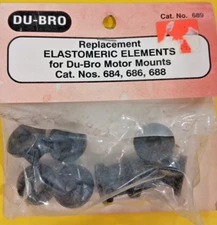 DU-BRO
Cat. No. 689
Replacement
ELASTOMERIC ELEMENTS
for Du-Bro Motor Mounts
Cat. Nos. 684, 686, 688